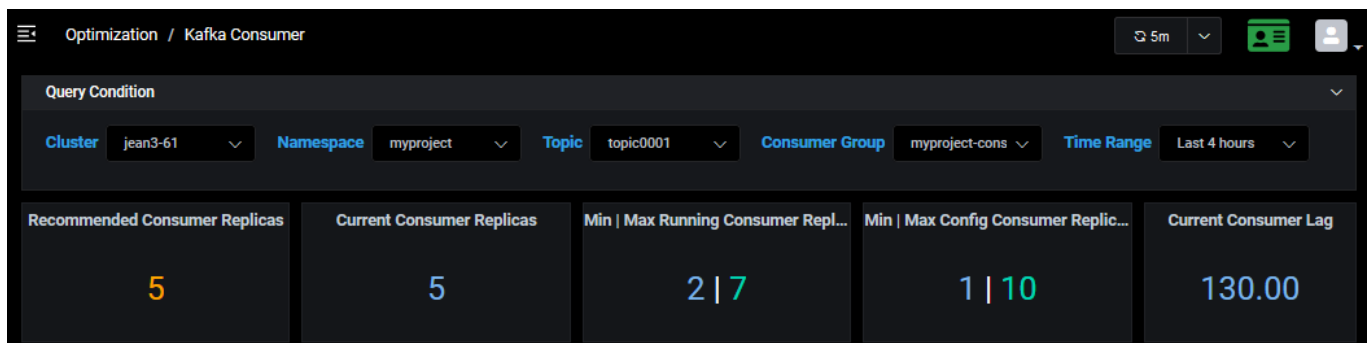 Optimization / Kafka Consumer
5m
Query Condition
Cluster jean3-61 Namespace myproject Topic topic0001 Consumer Group myproject-cons Time Range Last 4 hours
Recommended Consumer Replicas
5
Current Consumer Replicas
5
Min | Max Running Consumer Repl...
2 | 7
Min | Max Config Consumer Replic...
1 | 10
Current Consumer Lag
130.00